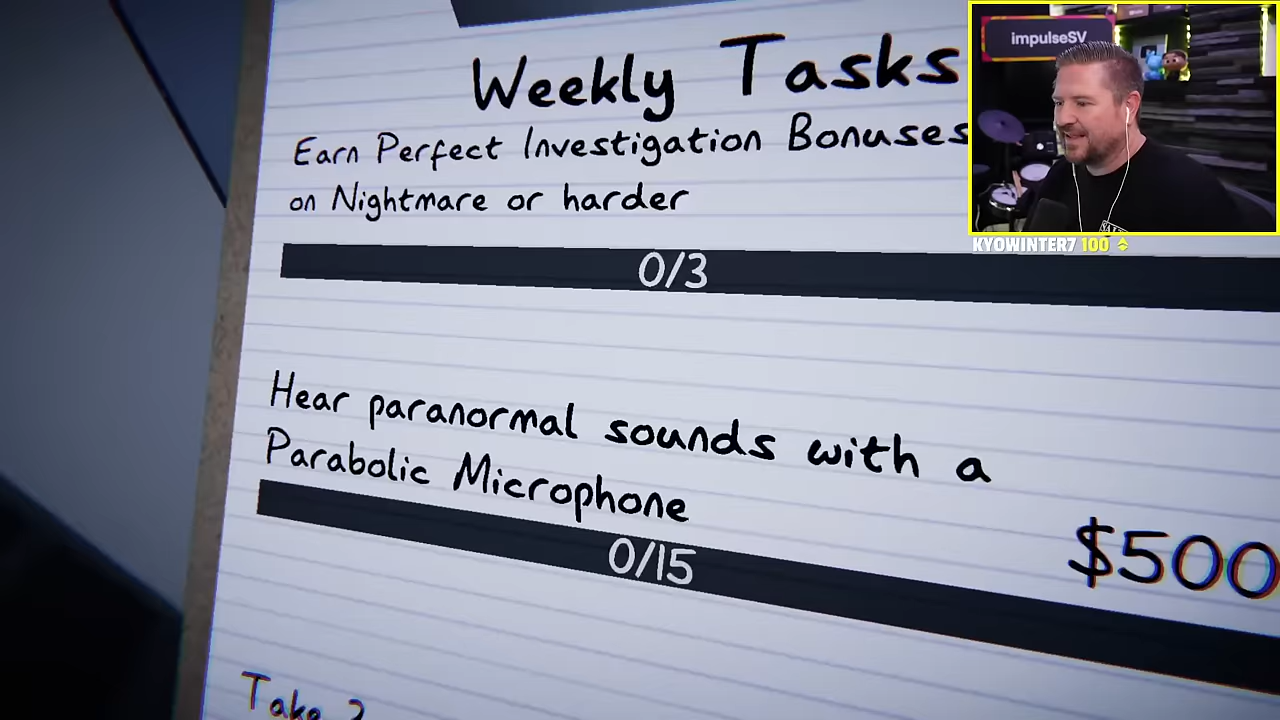 impulseSV
Weekly Tasks
Earn Perfect Investigation Bonuses
on Nightmare or harder
KYOWINTER7 100
0/3
Hear paranormal sounds with a
Parabolic Microphone
$500
0/15
Take